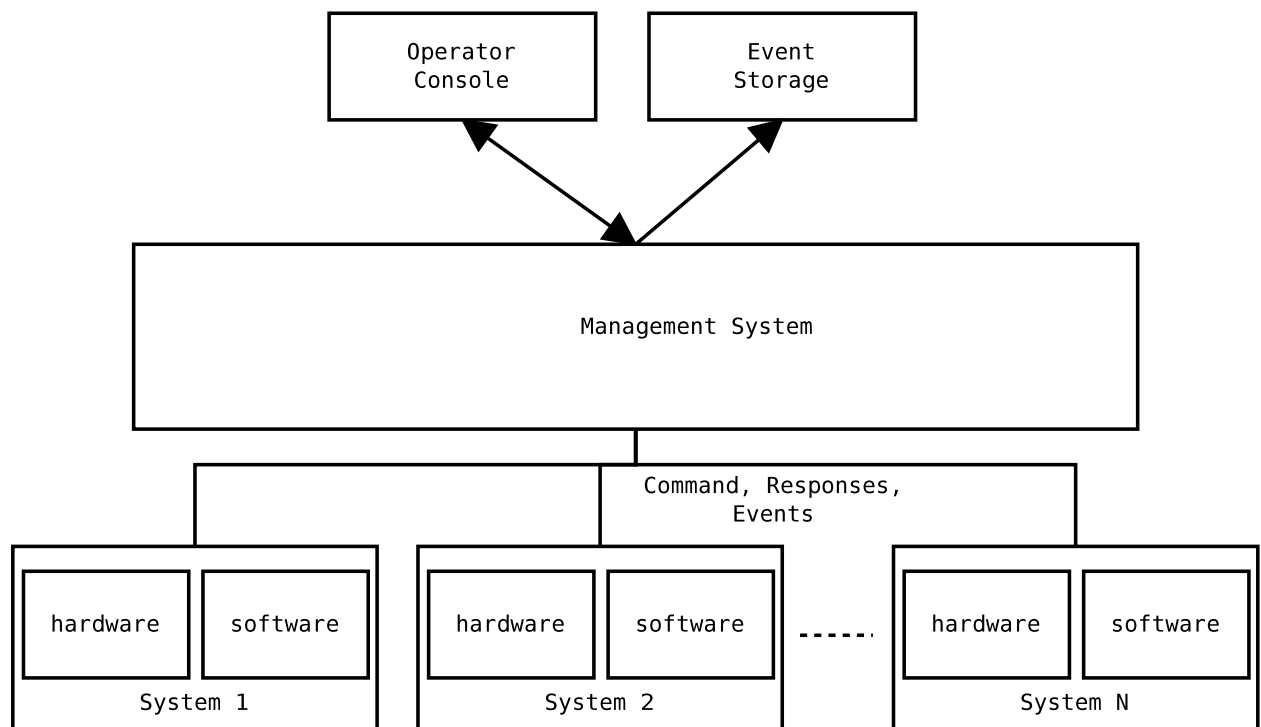 Operator
Console
Event
Storage
Management System
Command, Responses,
Events
hardware
software
System 1
hardware
software
System 2
hardware
software
System N